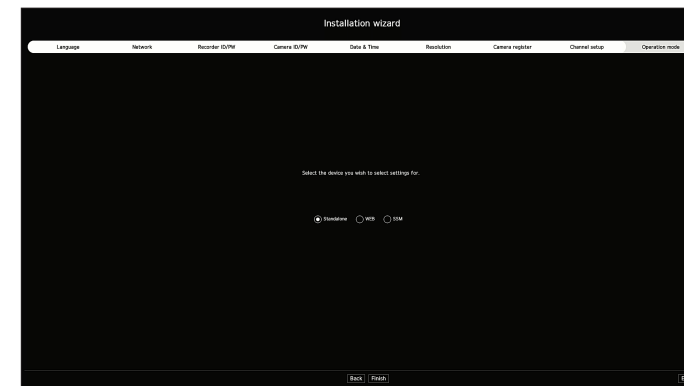 Installation wizard
Language Network Recorder ID/PW Camera ID/PW Date & Time Resolution Camera register Channel setup Operation mode
Select the device you wish to select settings for.
Standalone WEB SSM
Back Finish